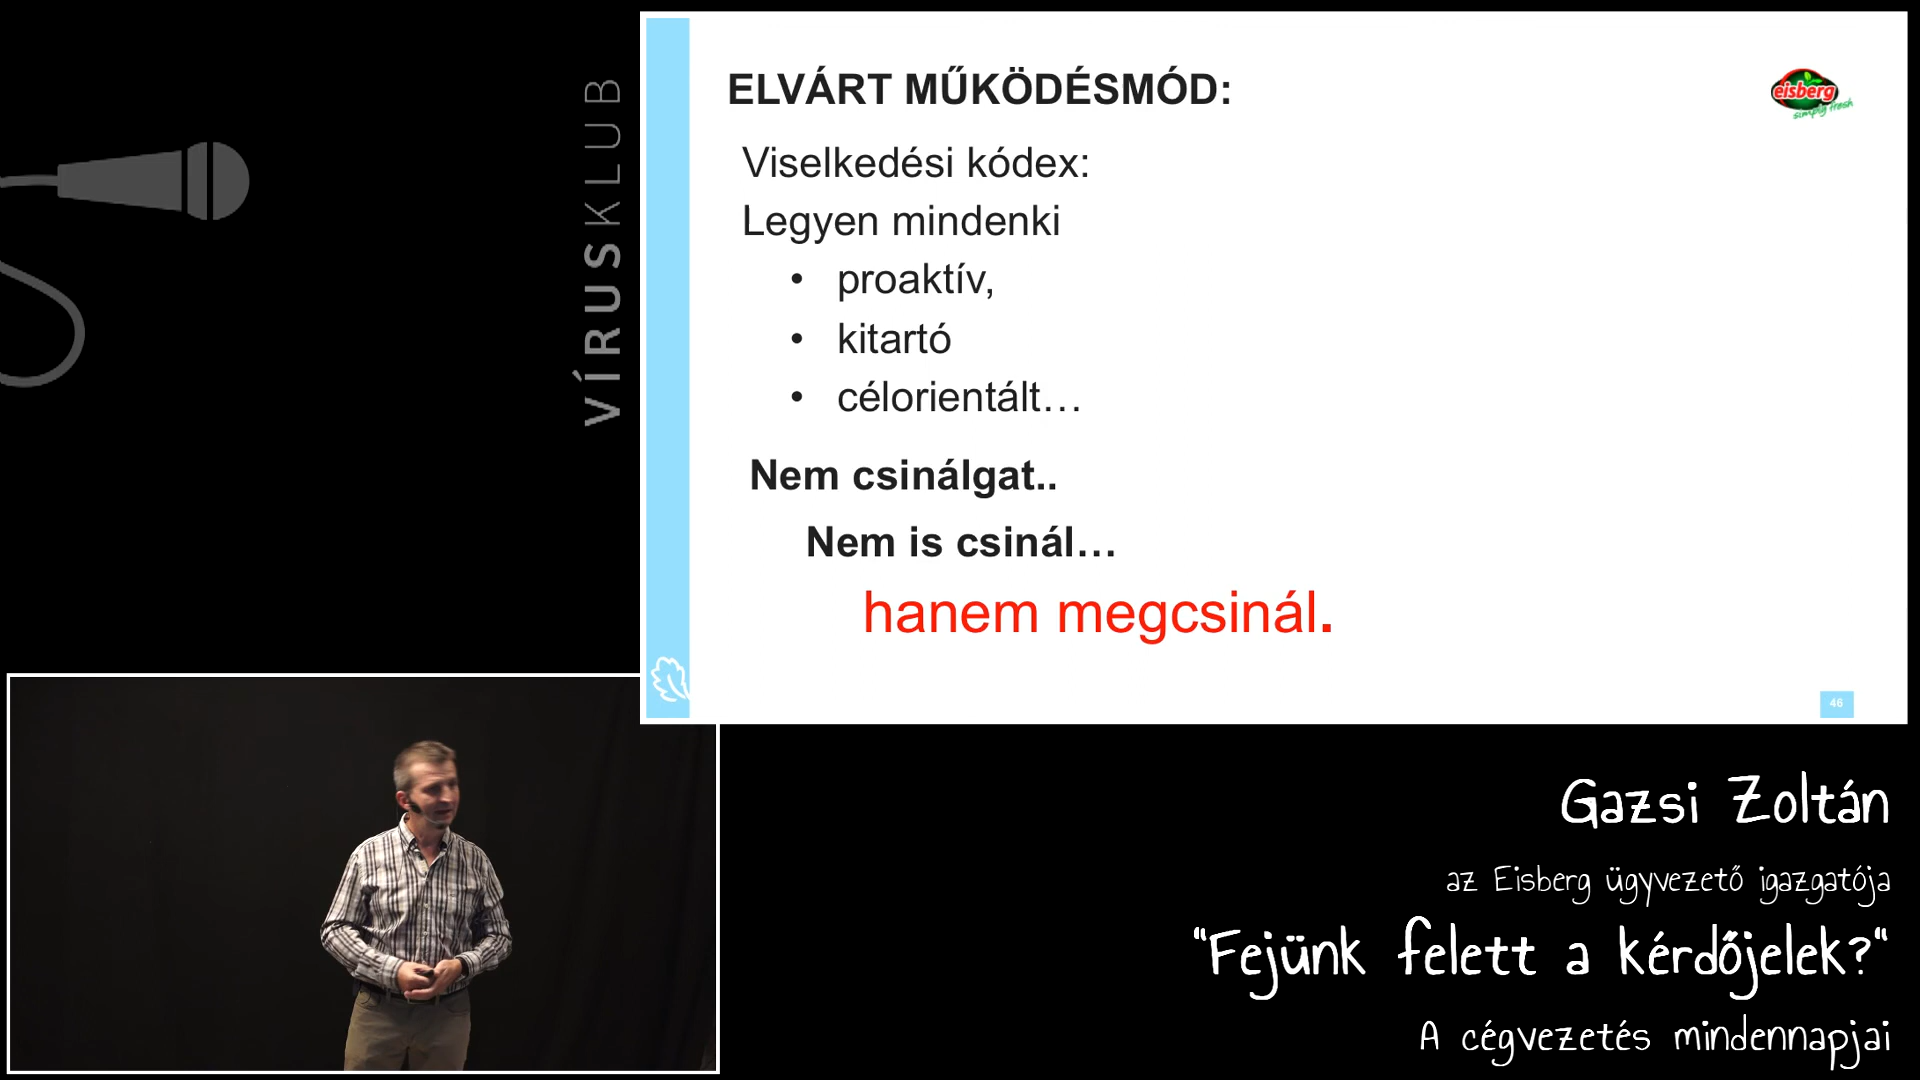 VÍRUSKLUB
ELVÁRT MŰKÖDÉSMÓD:
eisberg
simply fresh
Viselkedési kódex:
Legyen mindenki
• proaktív,
• kitartó
• célorientált…
Nem csinálgat..
Nem is csinál…
hanem megcsinál.
46
Gazsi Zoltán
az Eisberg ügyvezető igazgatója
"Fejünk felett a kérdőjelek?"
A cégvezetés mindennapjai